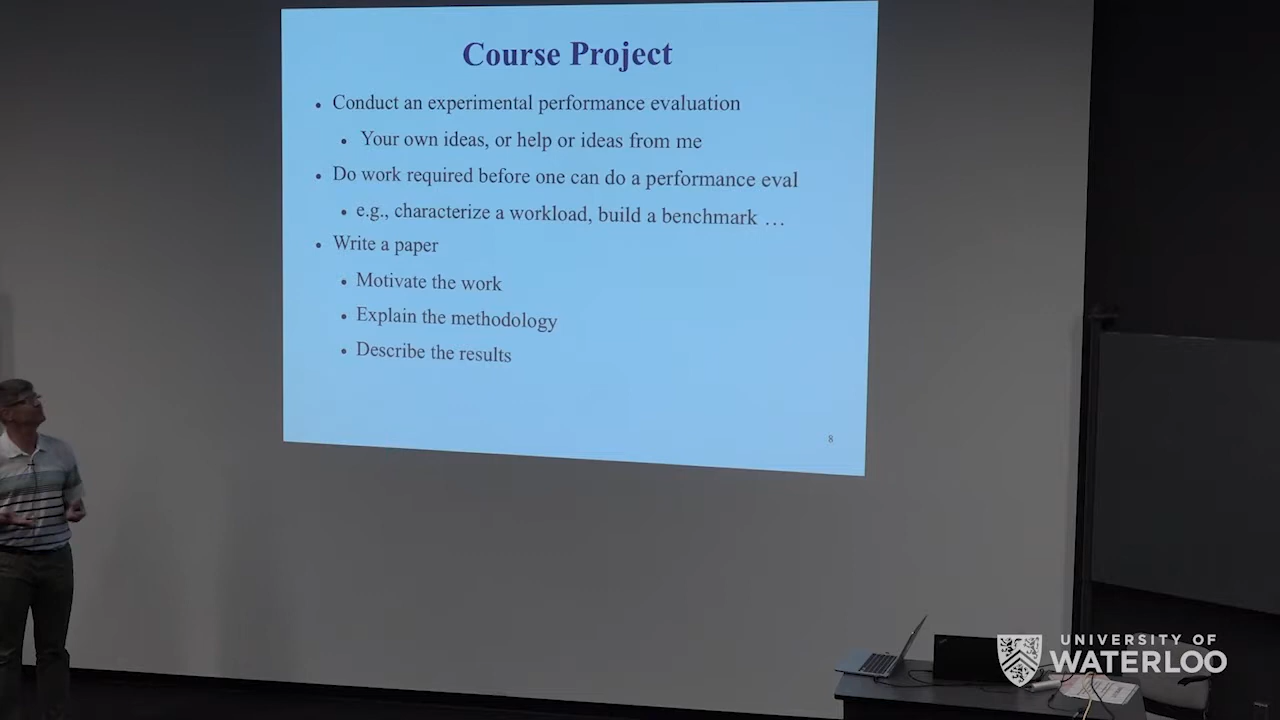 Course Project
• Conduct an experimental performance evaluation
• Your own ideas, or help or ideas from me
• Do work required before one can do a performance eval
• e.g., characterize a workload, build a benchmark …
• Write a paper
• Motivate the work
• Explain the methodology
• Describe the results
8
UNIVERSITY OF
WATERLOO